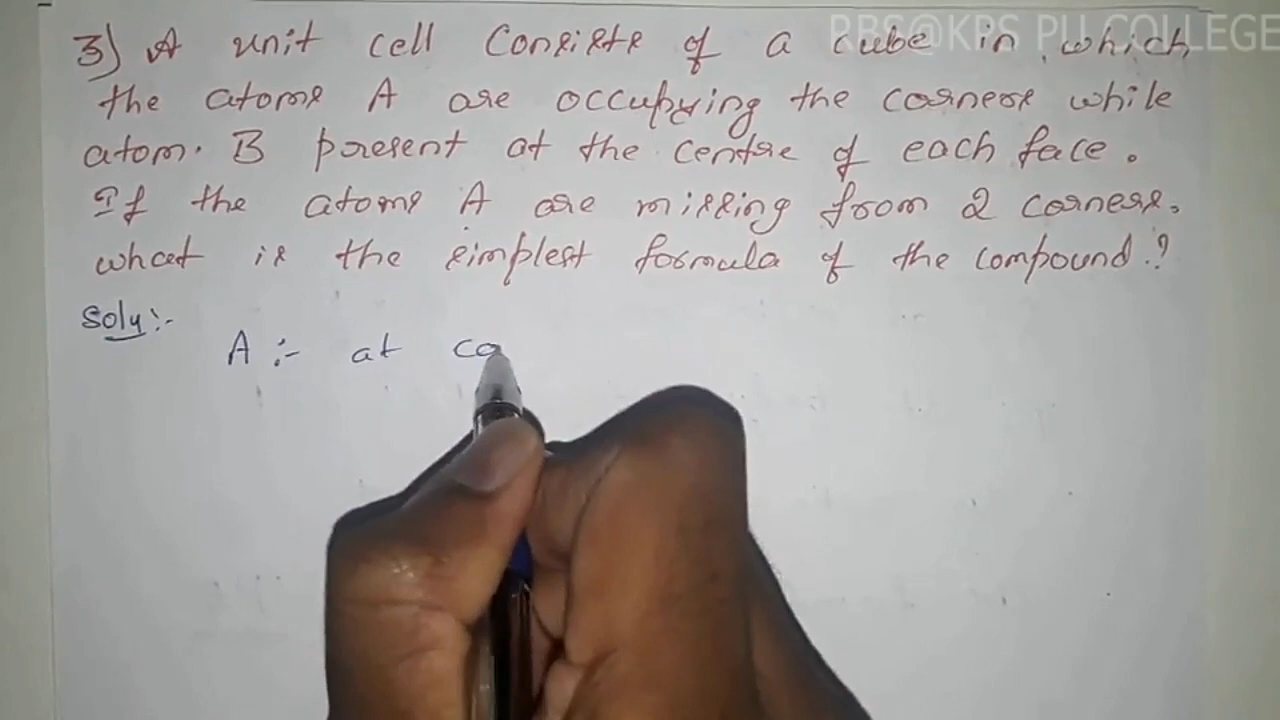 RBS@KPS PU COLLEGE
3) A unit cell Consists of a cube in which
the atoms A are occupying the corners while
atom. B present at the centre of each face.
If the atoms A are missing from 2 corners.
what is the simplest formula of the compound.?
Soln:-
A :- at co